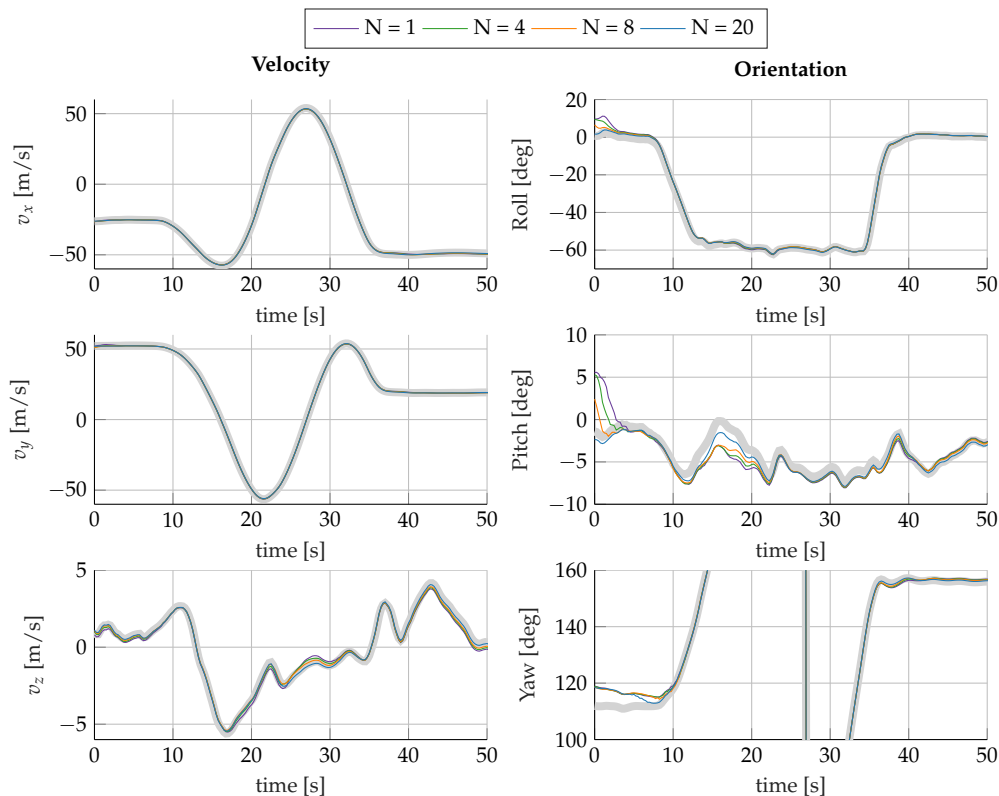 N = 1 N = 4 N = 8 N = 20
Velocity
Orientation
50
0
−50
v_x [m/s]
0 10 20 30 40 50
time [s]
20
0
−20
−40
−60
Roll [deg]
0 10 20 30 40 50
time [s]
50
0
−50
v_y [m/s]
0 10 20 30 40 50
time [s]
10
5
0
−5
−10
Pitch [deg]
0 10 20 30 40 50
time [s]
5
0
−5
v_z [m/s]
0 10 20 30 40 50
time [s]
160
140
120
100
Yaw [deg]
0 10 20 30 40 50
time [s]